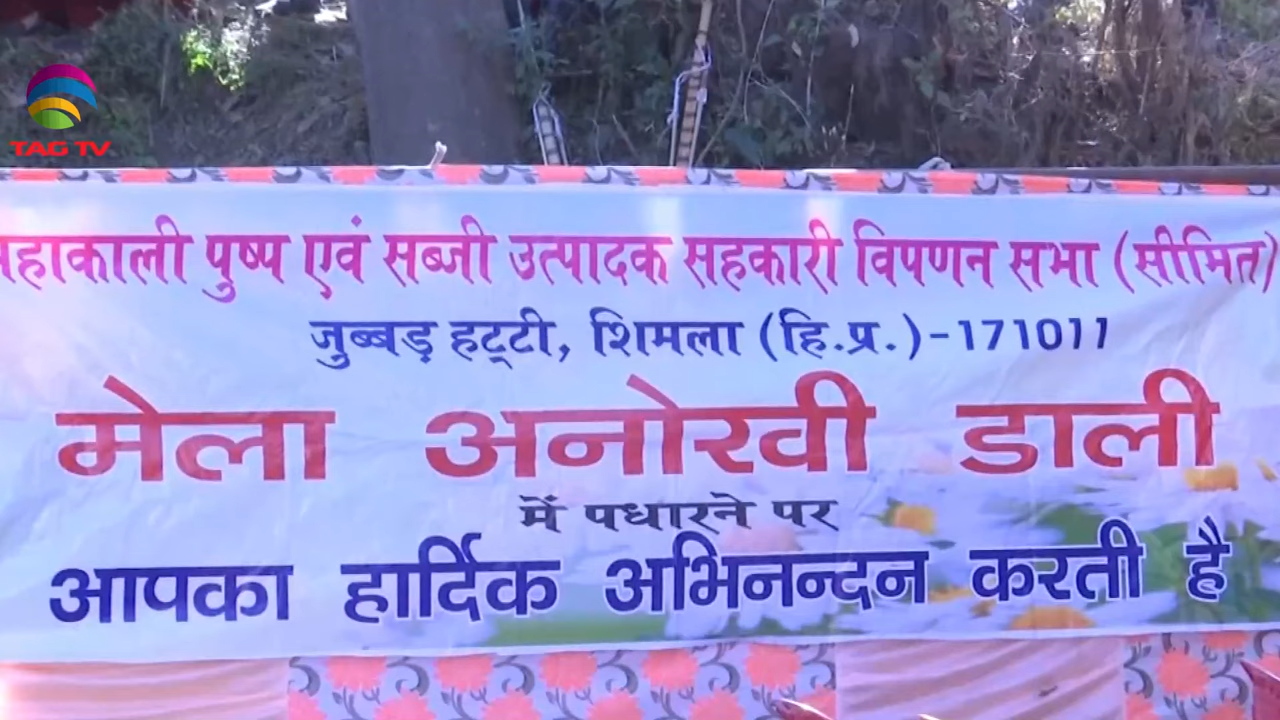 TAG TV
महाकाली पुष्प एवं सब्जी उत्पादक सहकारी विपणन सभा (सीमित)
जुब्बड़ हट्टी, शिमला (हि.प्र.)-171011
मेला अनोखी डाली
में पधारने पर
आपका हार्दिक अभिनन्दन करती है